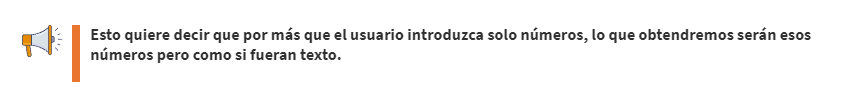 Esto quiere decir que por más que el usuario introduzca solo números, lo que obtendremos serán esos
números pero como si fueran texto.